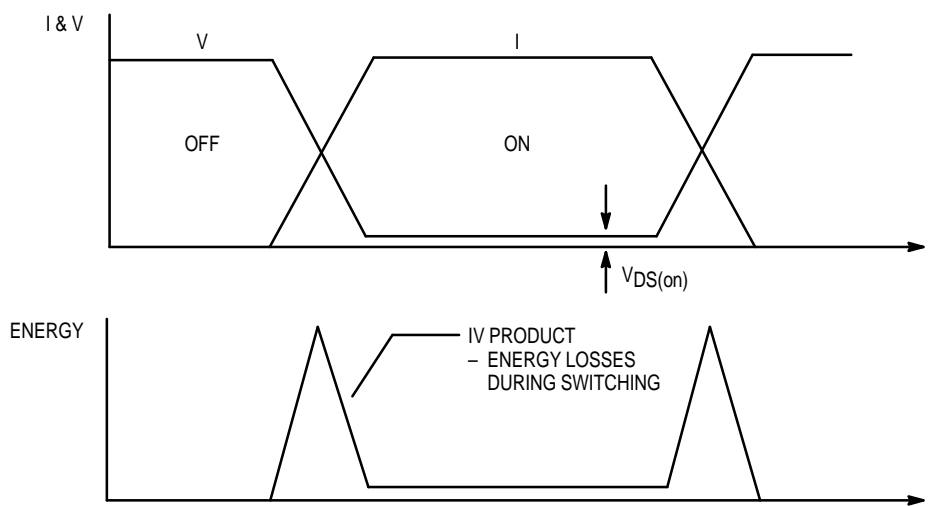 I & V
V
I
OFF
ON
VDS(on)
ENERGY
IV PRODUCT
– ENERGY LOSSES
DURING SWITCHING